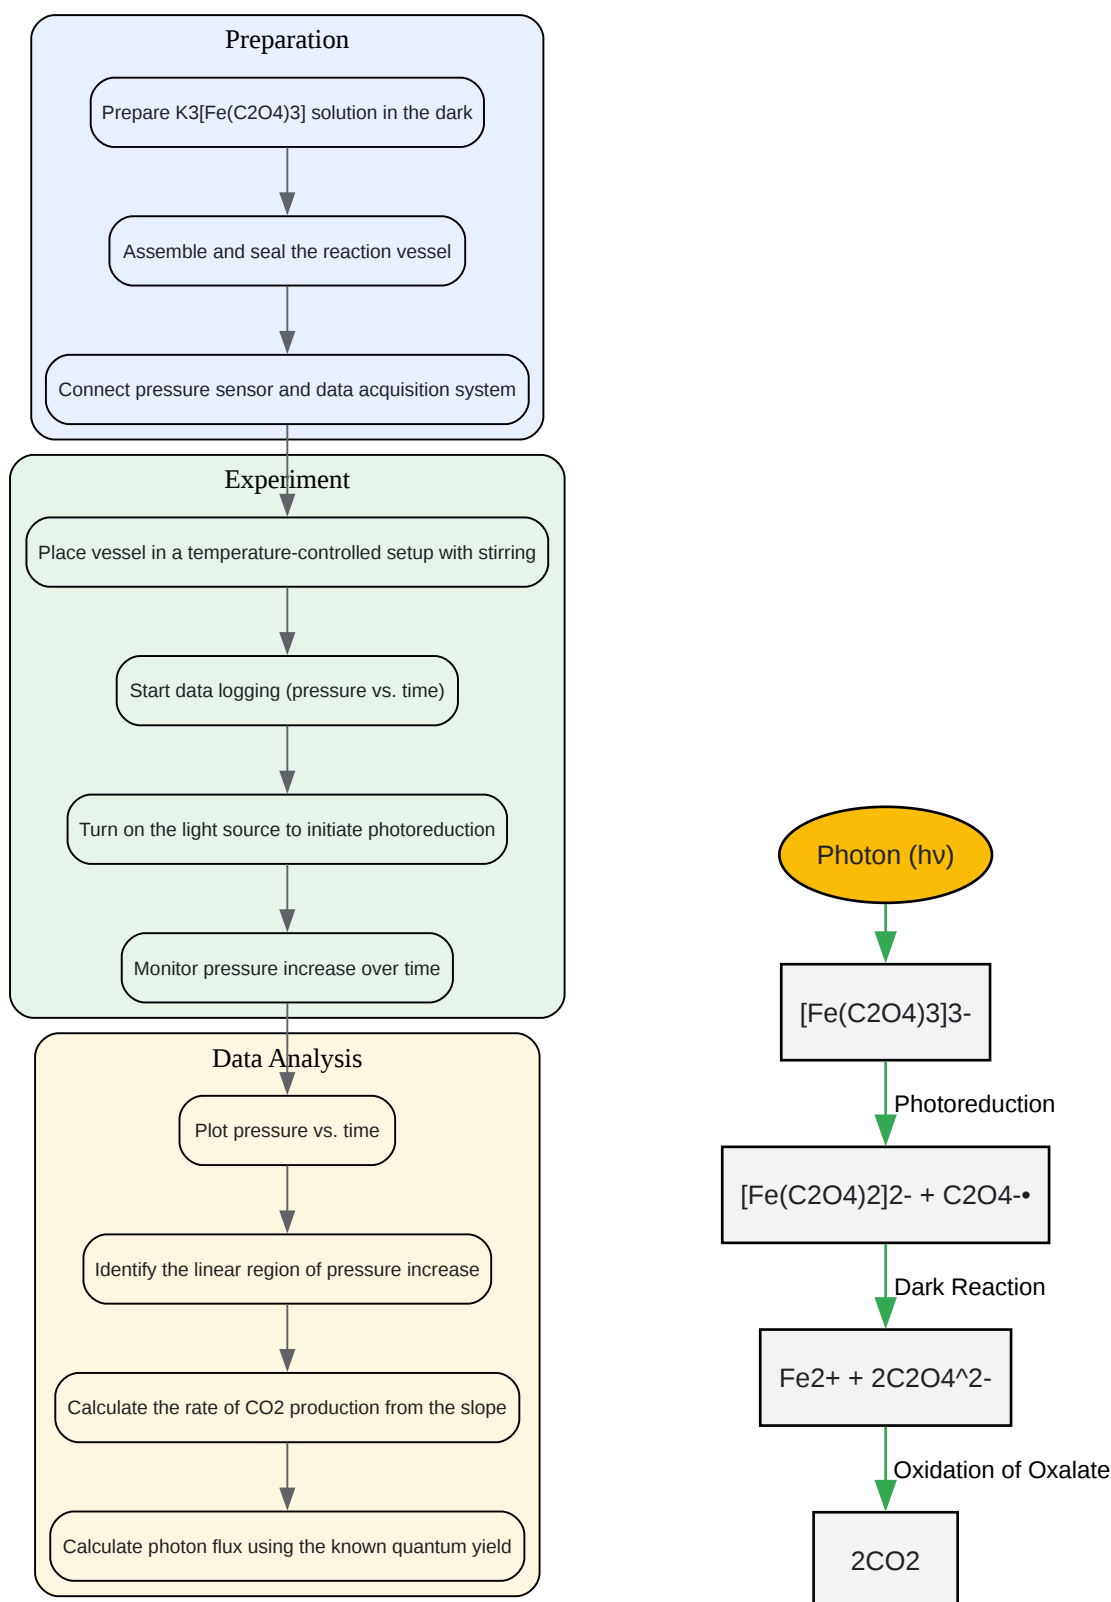 Preparation
Prepare K3[Fe(C2O4)3] solution in the dark
Assemble and seal the reaction vessel
Connect pressure sensor and data acquisition system
Experiment
Place vessel in a temperature-controlled setup with stirring
Start data logging (pressure vs. time)
Turn on the light source to initiate photoreduction
Monitor pressure increase over time
Data Analysis
Plot pressure vs. time
Identify the linear region of pressure increase
Calculate the rate of CO2 production from the slope
Calculate photon flux using the known quantum yield
Photon (hν)
[Fe(C2O4)3]3-
Photoreduction
[Fe(C2O4)2]2- + C2O4-•
Dark Reaction
Fe2+ + 2C2O4^2-
Oxidation of Oxalate
2CO2